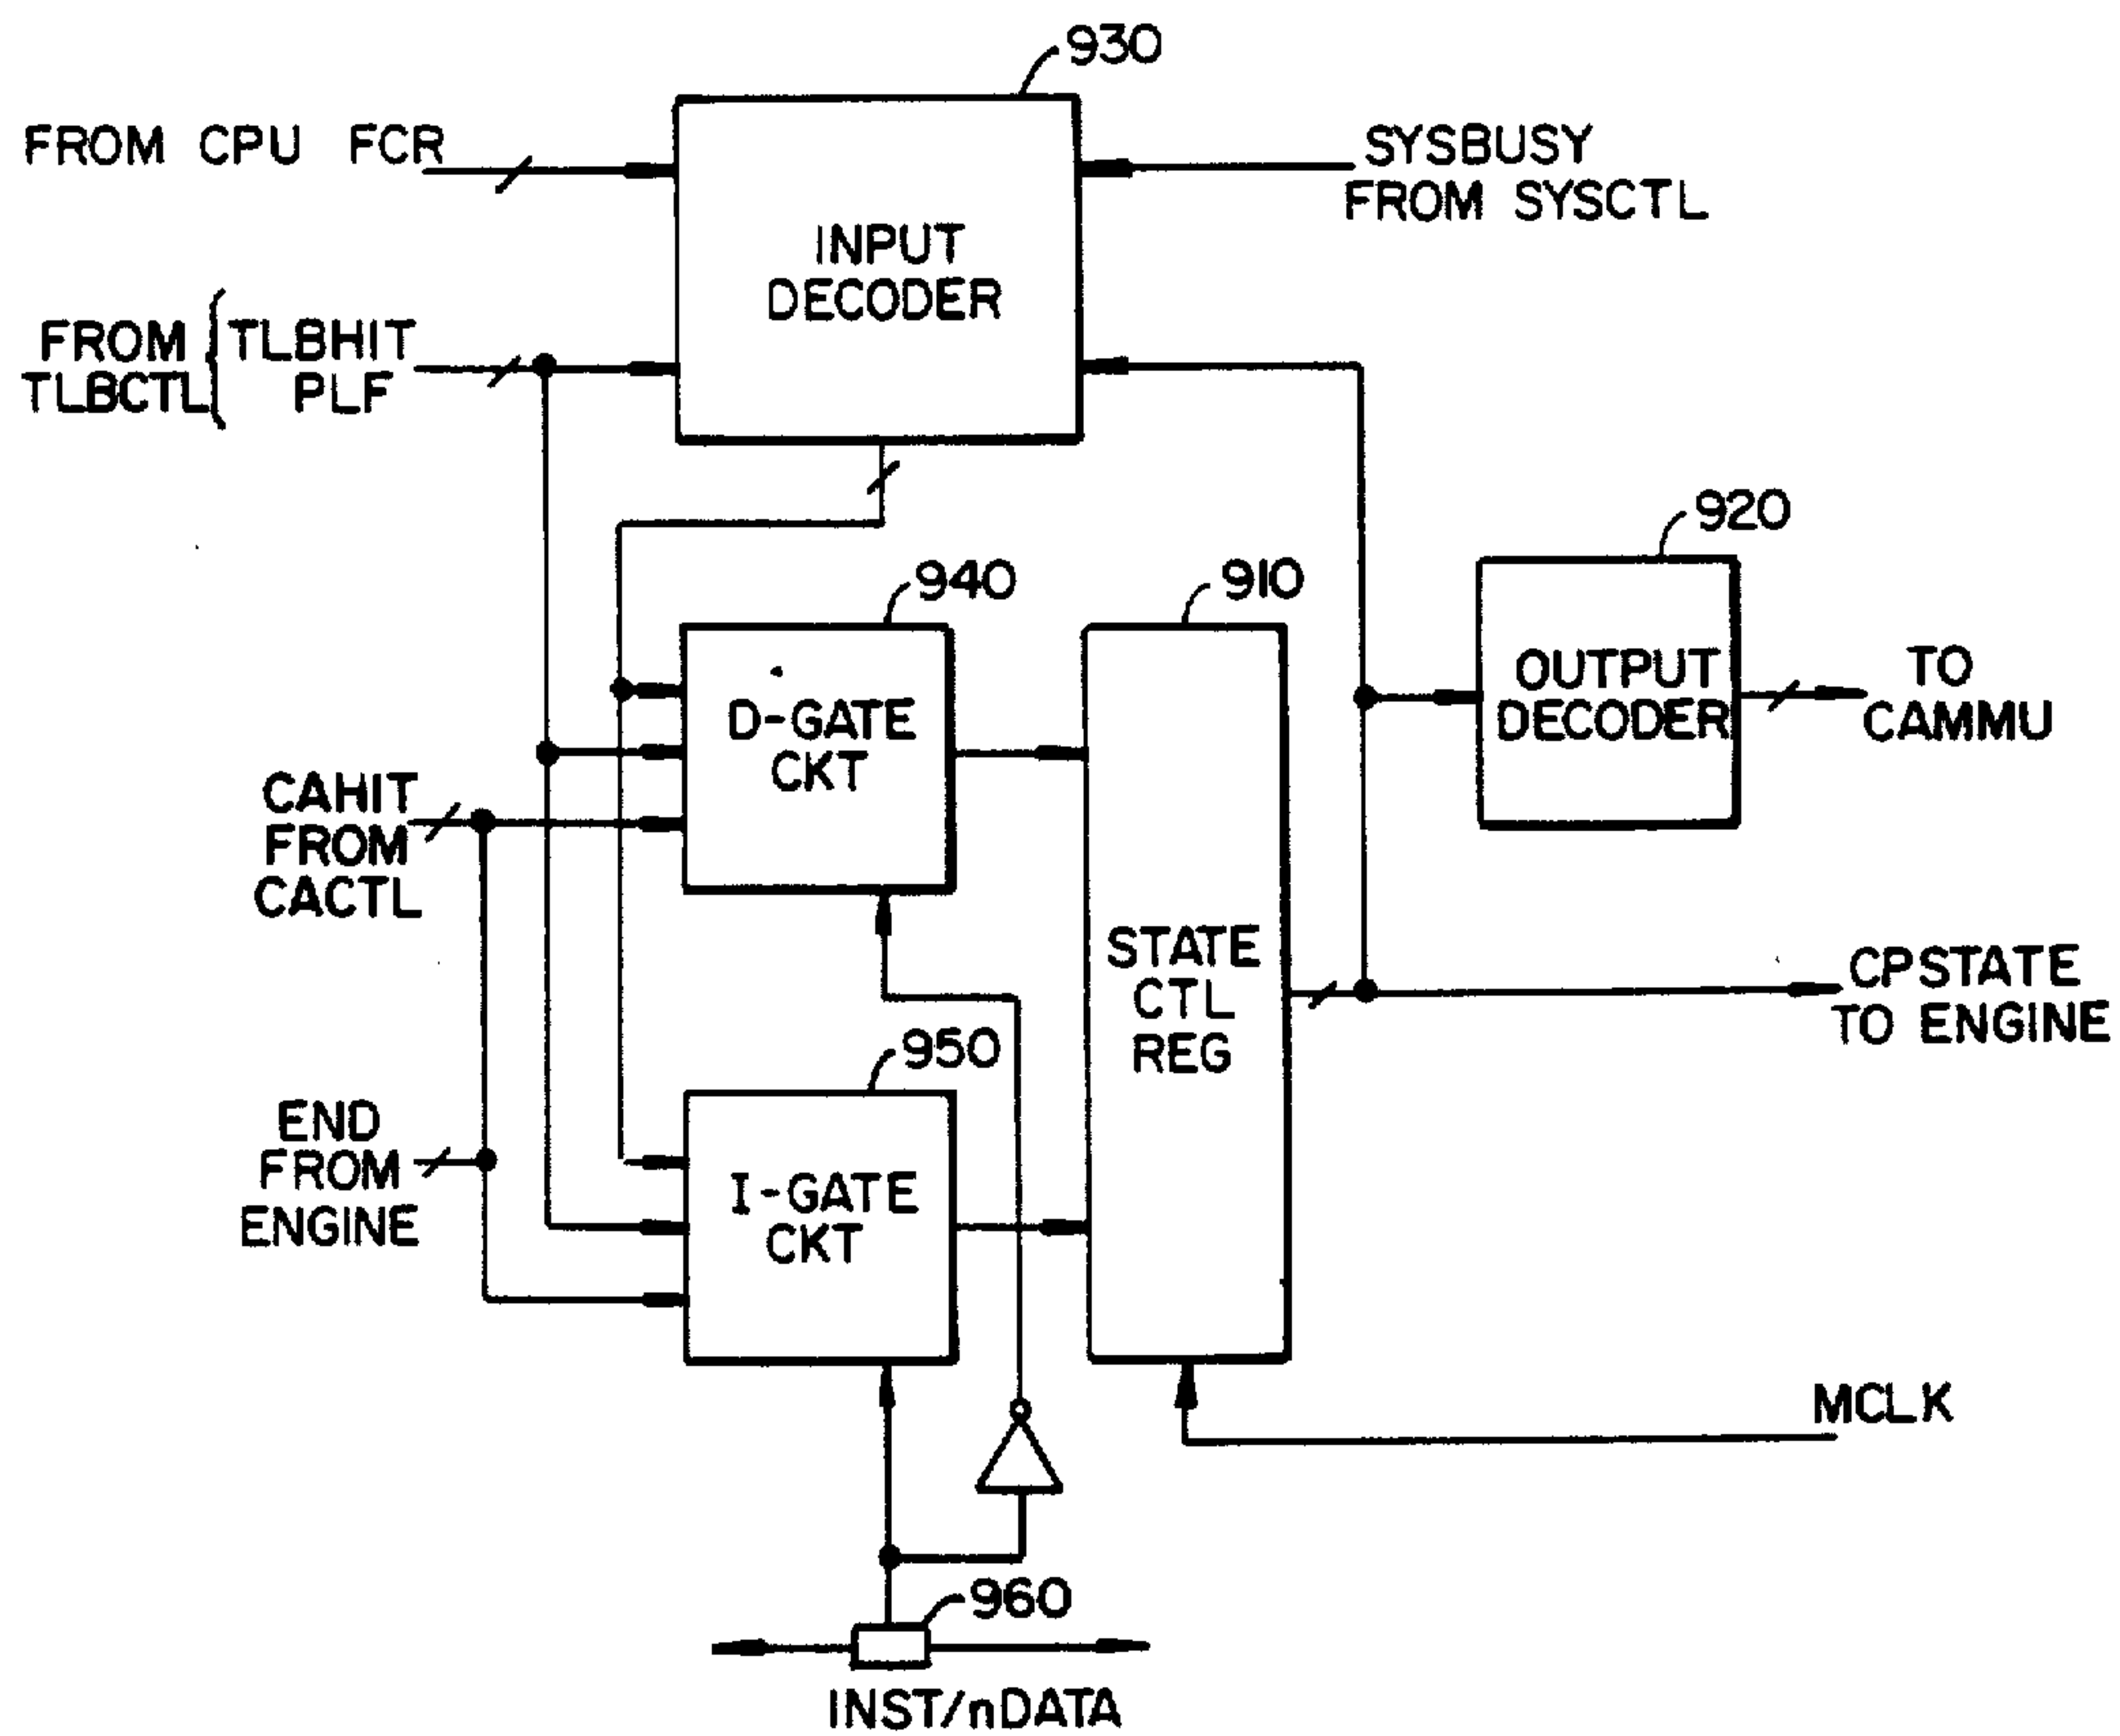 930
FROM CPU FCR
SYSBUSY
FROM SYSCTL
INPUT
DECODER
FROM
TLBCTL
TLBHIT
PLF
920
940
910
OUTPUT
DECODER
TO
CAMMU
D-GATE
CKT
CAHIT
FROM
CACTL
STATE
CTL
REG
CPSTATE
TO ENGINE
950
END
FROM
ENGINE
I-GATE
CKT
MCLK
960
INST/nDATA